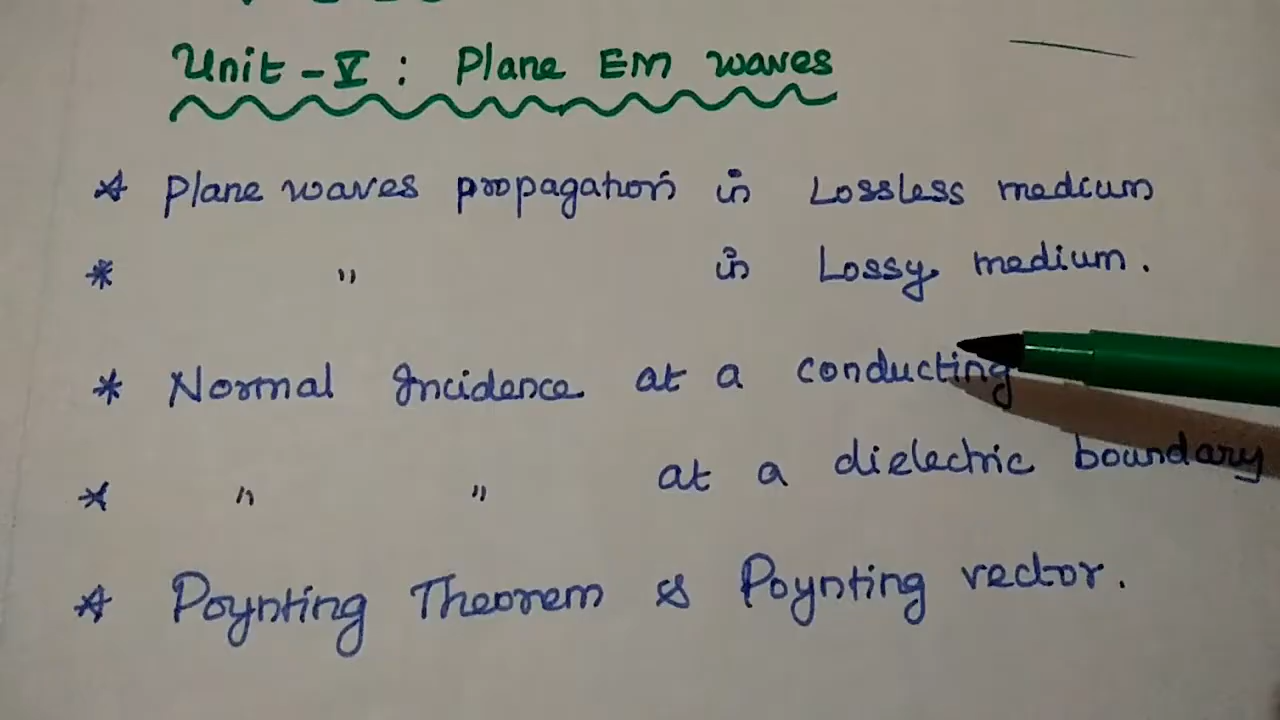 Unit - V : Plane EM waves
* Plane waves propagation in Lossless medium
* " in Lossy medium.
* Normal Incidence at a conducting
* " " at a dielectric boundary
* Poynting Theorem & Poynting vector.